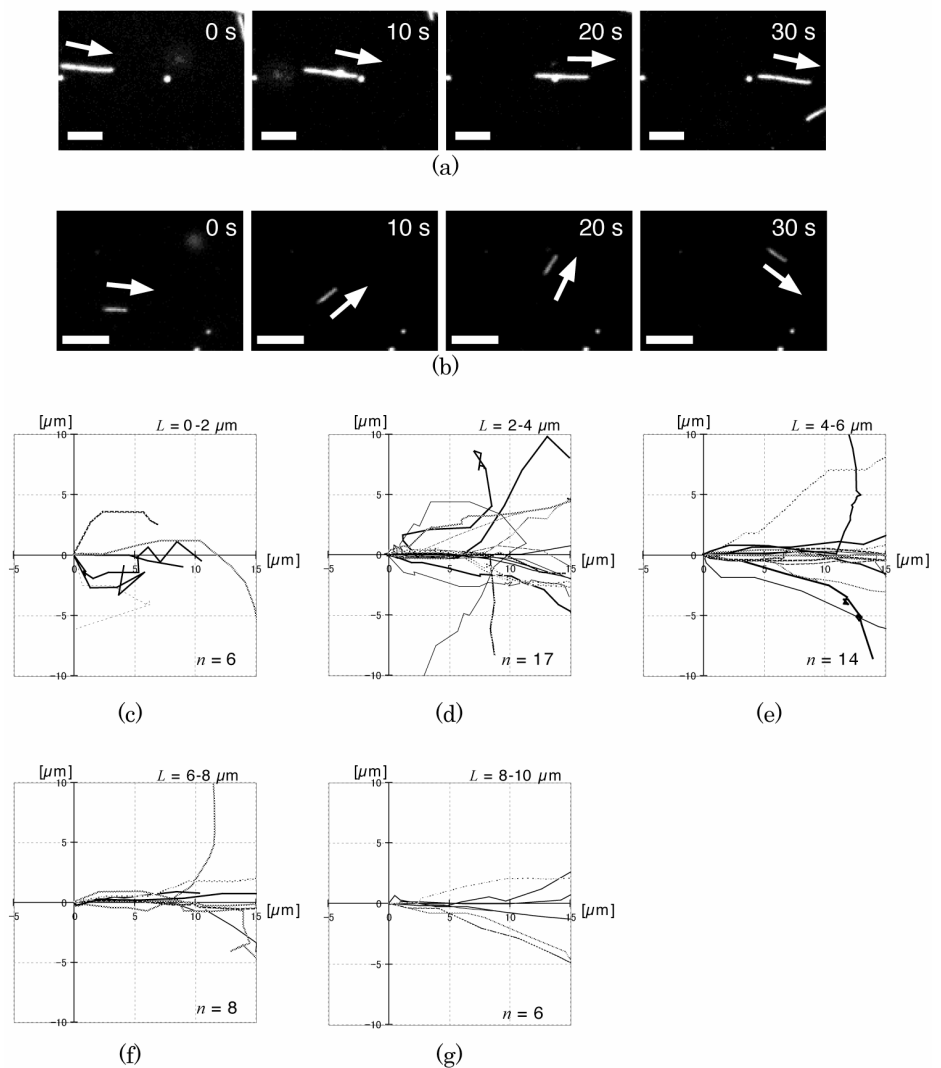 0 s 10 s 20 s 30 s
(a)
0 s 10 s 20 s 30 s
(b)
[µm] L = 0-2 µm [µm] L = 2-4 µm [µm] L = 4-6 µm
10 10 10
5 5 5
[µm] [µm] [µm]
-5 0 5 10 15 -5 0 5 10 15 -5 0 5 10 15
-5 -5 -5
n = 6 n = 17 n = 14
-10 -10 -10
(c) (d) (e)
[µm] L = 6-8 µm [µm] L = 8-10 µm
10 10
5 5
[µm] [µm]
-5 0 5 10 15 -5 0 5 10 15
-5 -5
n = 8 n = 6
-10 -10
(f) (g)